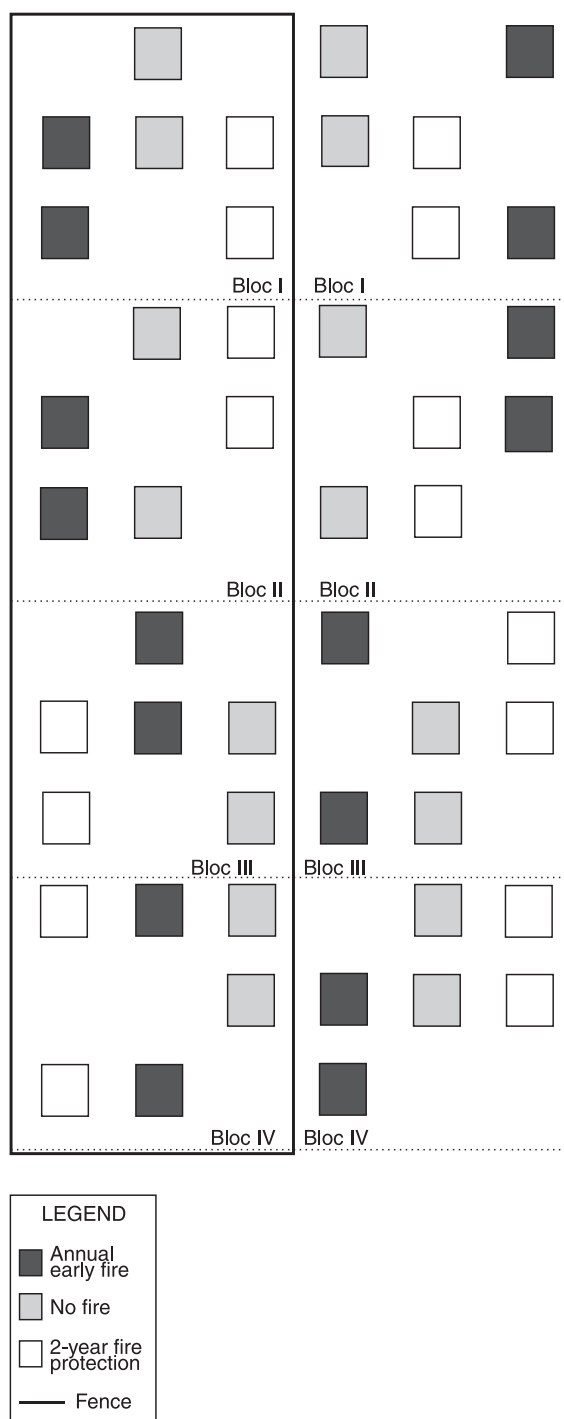 Bloc I
Bloc I
Bloc II
Bloc II
Bloc III
Bloc III
Bloc IV
Bloc IV
LEGEND
Annual
early fire
No fire
2-year fire
protection
Fence